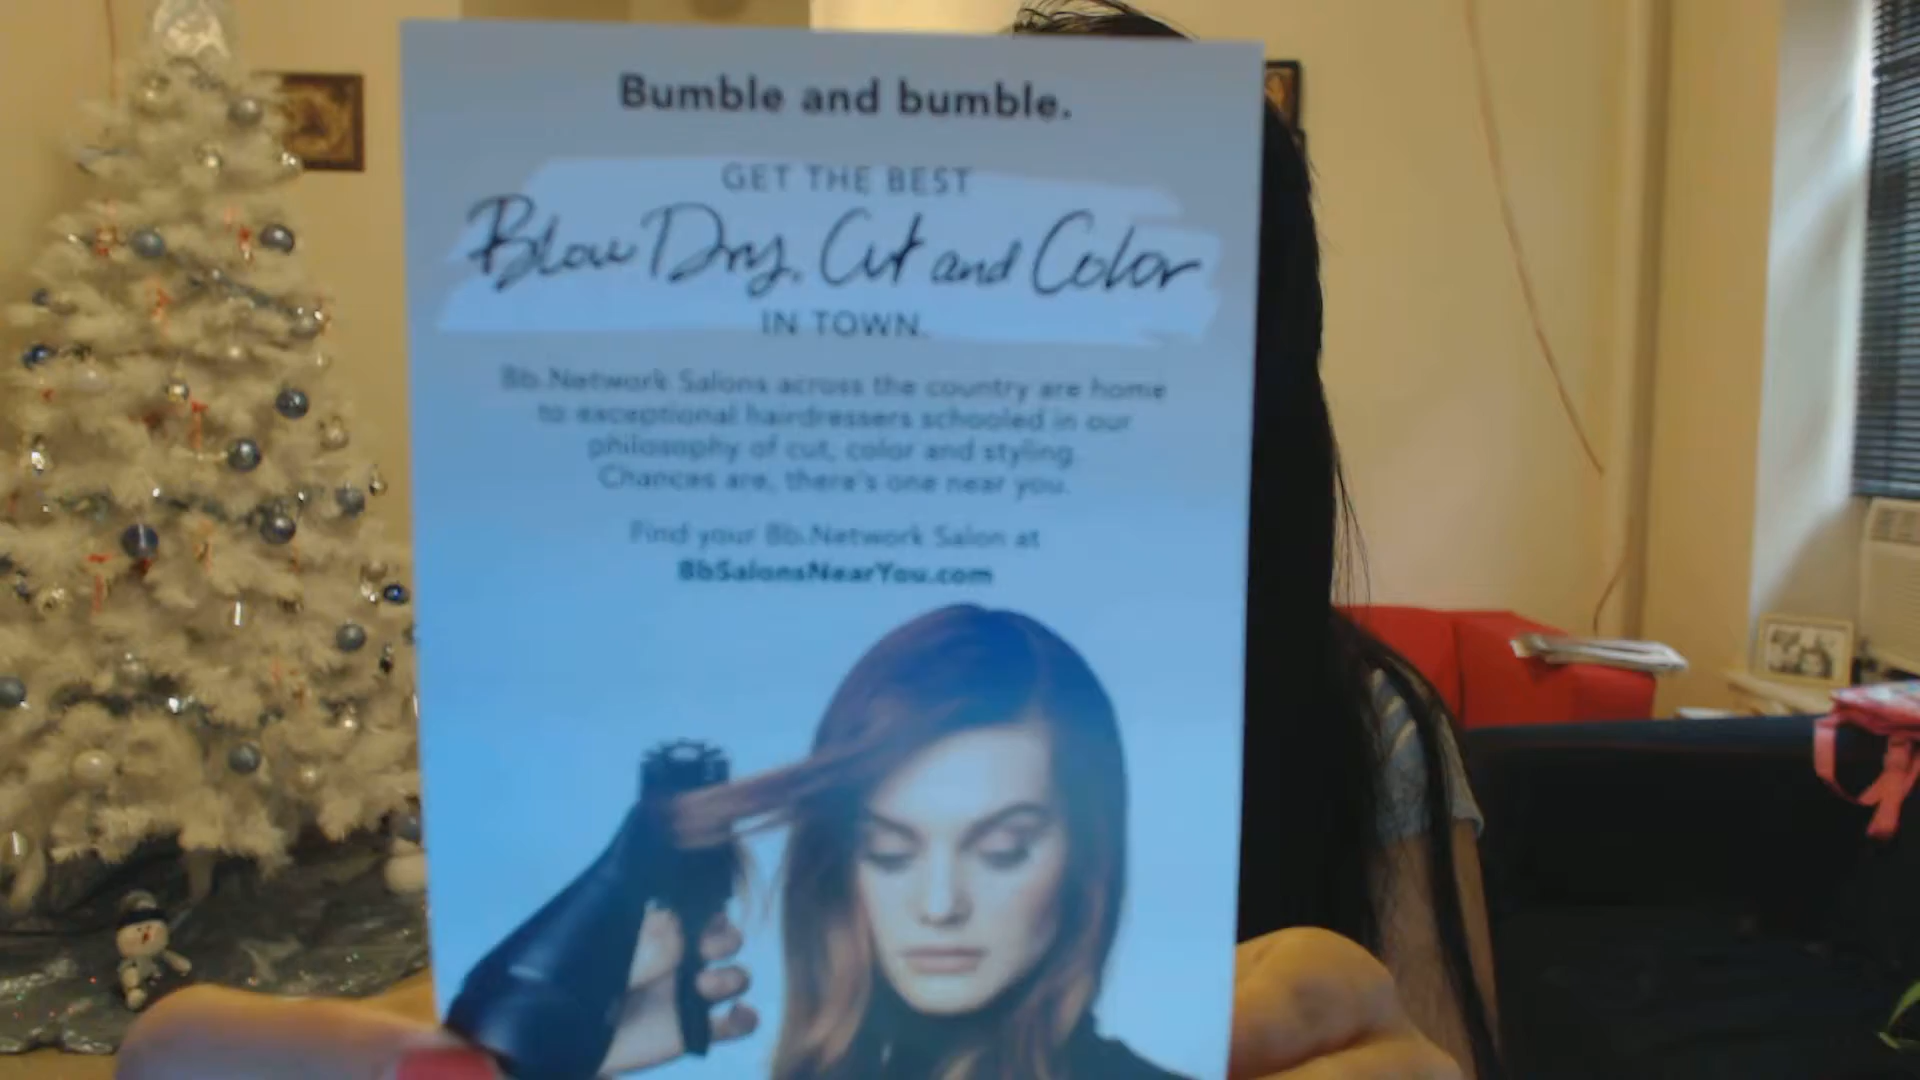 Bumble and bumble.
GET THE BEST
Blow Dry, Cut and Color
IN TOWN.
Bb.Network Salons across the country are home
to exceptional hairdressers schooled in our
philosophy of cut, color and styling.
Chances are, there's one near you.
Find your Bb.Network Salon at
BbSalonsNearYou.com